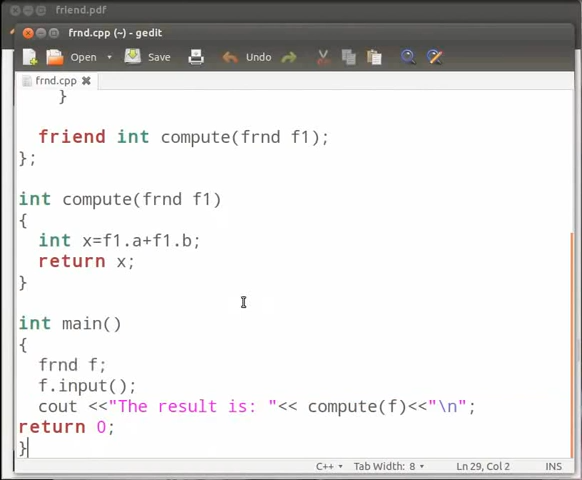 friend.pdf
frnd.cpp (~) - gedit
Open Save Undo
frnd.cpp
}
friend int compute(frnd f1);
};
int compute(frnd f1)
{
int x=f1.a+f1.b;
return x;
}
int main()
{
frnd f;
f.input();
cout <<"The result is: "<< compute(f)<<"\n";
return 0;
}
C++ Tab Width: 8 Ln 29, Col 2 INS